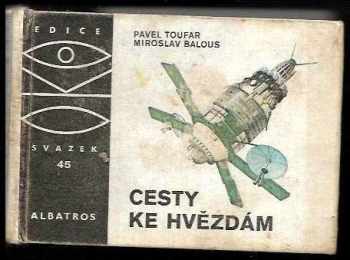 EDICE
OKO
SVAZEK
45
ALBATROS
PAVEL TOUFAR
MIROSLAV BALOUS
CESTY
KE HVĚZDÁM